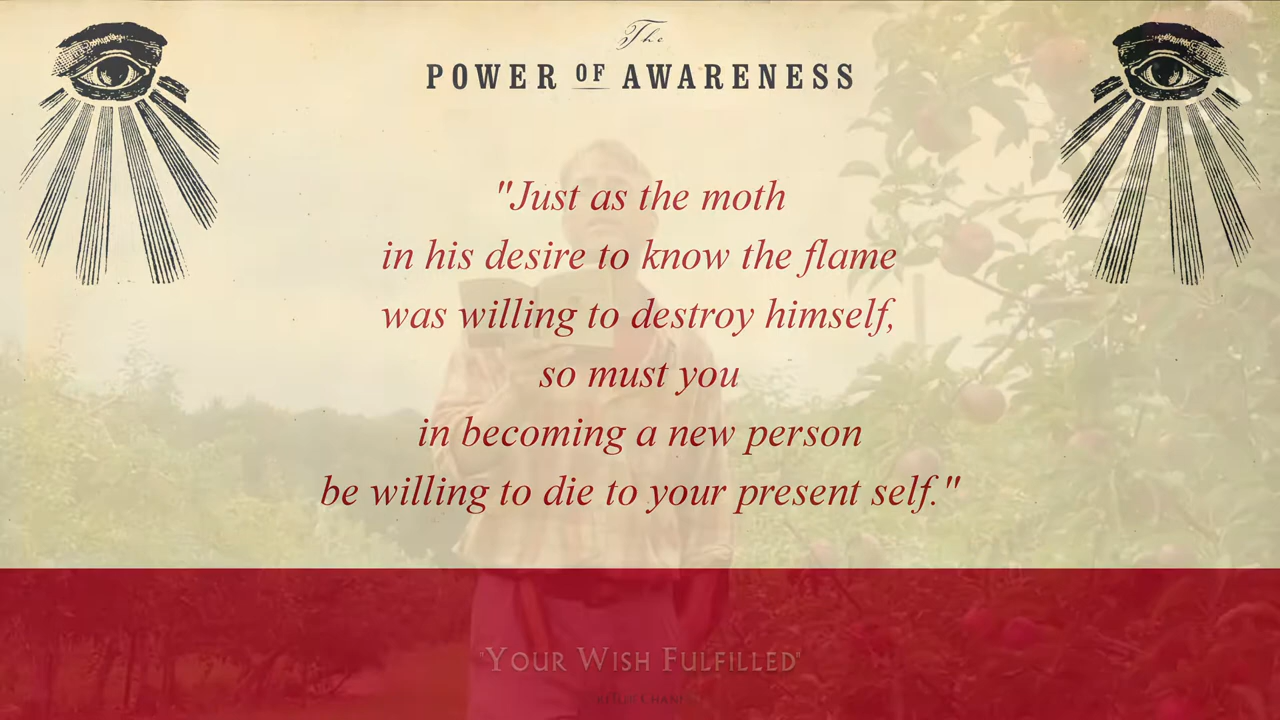 The
POWER OF AWARENESS
"Just as the moth
in his desire to know the flame
was willing to destroy himself,
so must you
in becoming a new person
be willing to die to your present self."
"YOUR WISH FULFILLED"